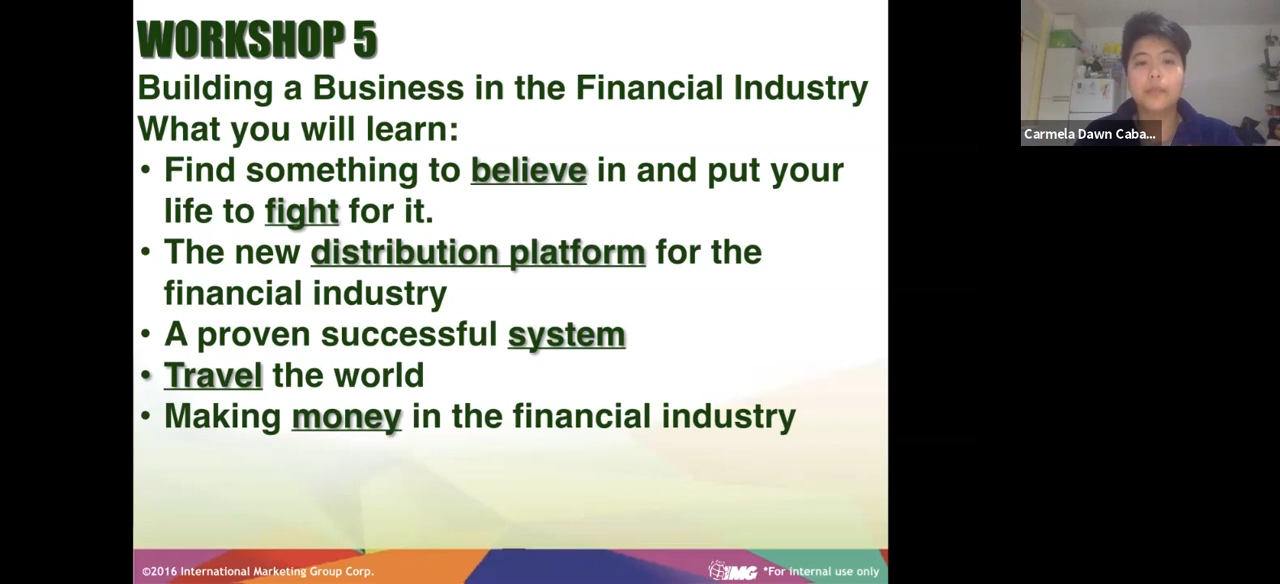 WORKSHOP 5
Building a Business in the Financial Industry
What you will learn:
• Find something to believe in and put your
life to fight for it.
• The new distribution platform for the
financial industry
• A proven successful system
• Travel the world
• Making money in the financial industry
©2016 International Marketing Group Corp.
IMG *For internal use only
Carmela Dawn Caba...